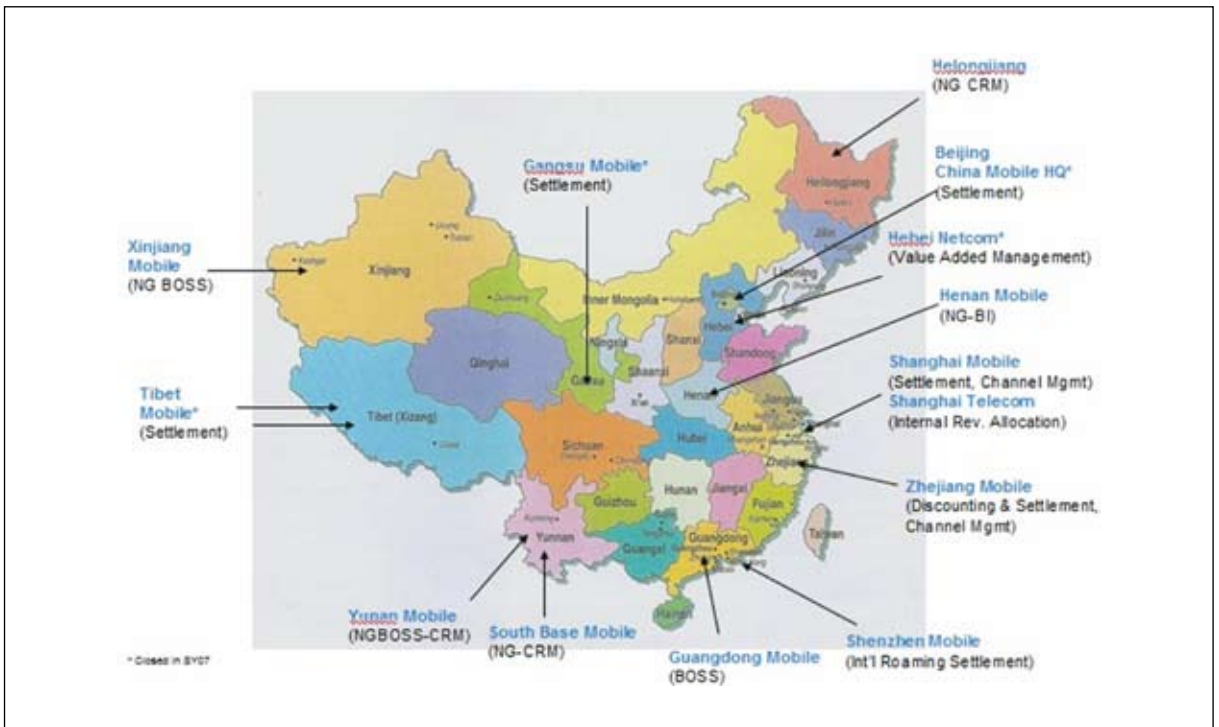 Helongjiang
(NG CRM)
Beijing
China Mobile HQ*
(Settlement)
Gangsu Mobile*
(Settlement)
Hebei Netcom*
(Value Added Management)
Xinjiang
Mobile
(NG BOSS)
Henan Mobile
(NG-BI)
Shanghai Mobile
(Settlement, Channel Mgmt)
Shanghai Telecom
(Internal Rev. Allocation)
Tibet
Mobile*
(Settlement)
Zhejiang Mobile
(Discounting & Settlement,
Channel Mgmt)
Yunan Mobile
(NGBOSS-CRM)
South Base Mobile
(NG-CRM)
Guangdong Mobile
(BOSS)
Shenzhen Mobile
(Int'l Roaming Settlement)
* Closed in SY07
Heilongjiang
Jilin
Liaoning
Xinjiang
Inner Mongolia
Hebei
Ningxia
Shanxi
Shandong
Qinghai
Shaanxi
Gansu
Henan
Jiangsu
Tibet (Xizang)
Anhui
Sichuan
Hubei
Zhejiang
Guizhou
Hunan
Jiangxi
Fujian
Yunnan
Guangxi
Guangdong
Taiwan
Hainan